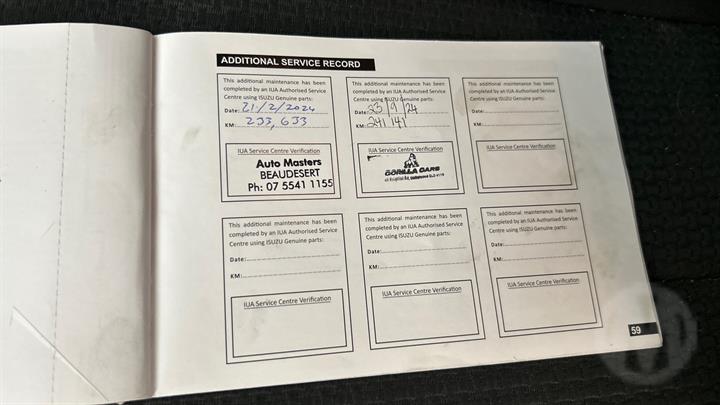 ADDITIONAL SERVICE RECORD
This additional maintenance has been
completed by an IUA Authorised Service
Centre using ISUZU Genuine parts:
Date: 21/2/2024
KM: 233,633
IUA Service Centre Verification
Auto Masters
BEAUDESERT
Ph: 07 5541 1155
This additional maintenance has been
completed by an IUA Authorised Service
Centre using ISUZU Genuine parts:
Date: 25/9/24
KM: 241141
IUA Service Centre Verification
GORILLA CARS
This additional maintenance has been
completed by an IUA Authorised Service
Centre using ISUZU Genuine parts:
Date:
KM:
IUA Service Centre Verification
This additional maintenance has been
completed by an IUA Authorised Service
Centre using ISUZU Genuine parts:
Date:
KM:
IUA Service Centre Verification
This additional maintenance has been
completed by an IUA Authorised Service
Centre using ISUZU Genuine parts:
Date:
KM:
IUA Service Centre Verification
This additional maintenance has been
completed by an IUA Authorised Service
Centre using ISUZU Genuine parts:
Date:
KM:
IUA Service Centre Verification
59